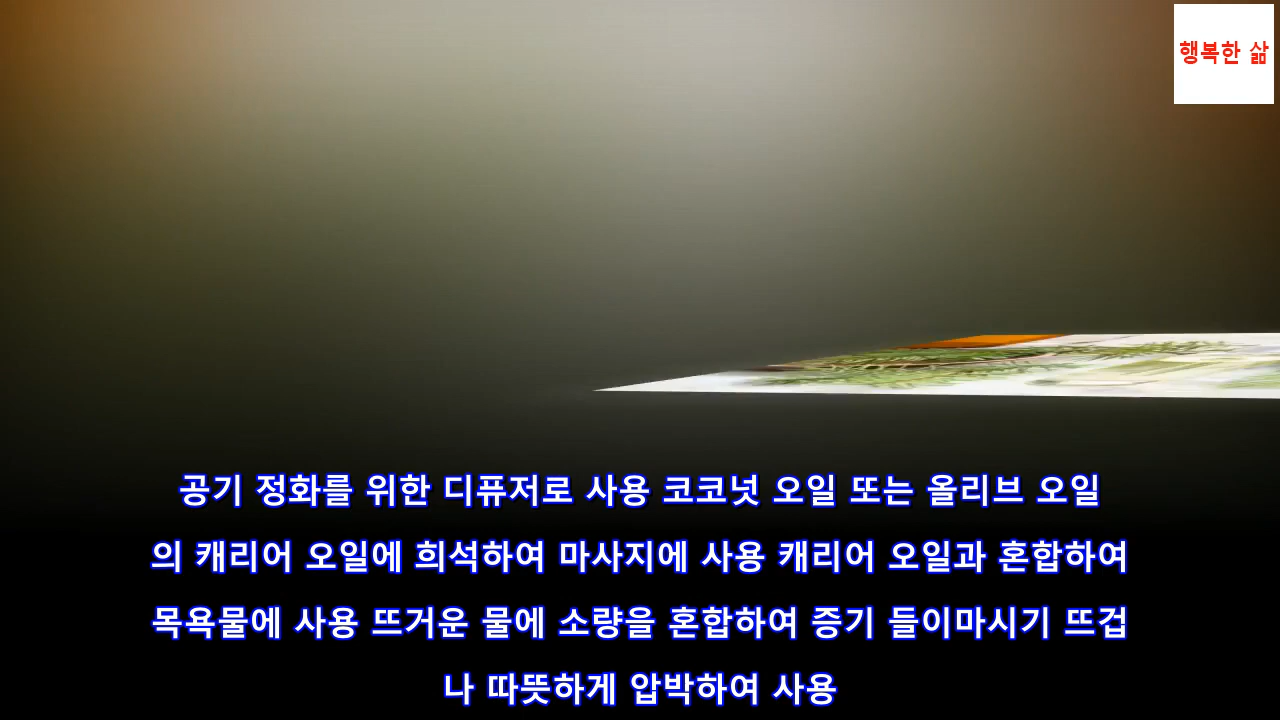 행복한 삶
공기 정화를 위한 디퓨저로 사용 코코넛 오일 또는 올리브 오일
의 캐리어 오일에 희석하여 마사지에 사용 캐리어 오일과 혼합하여
목욕물에 사용 뜨거운 물에 소량을 혼합하여 증기 들이마시기 뜨겁
나 따뜻하게 압박하여 사용